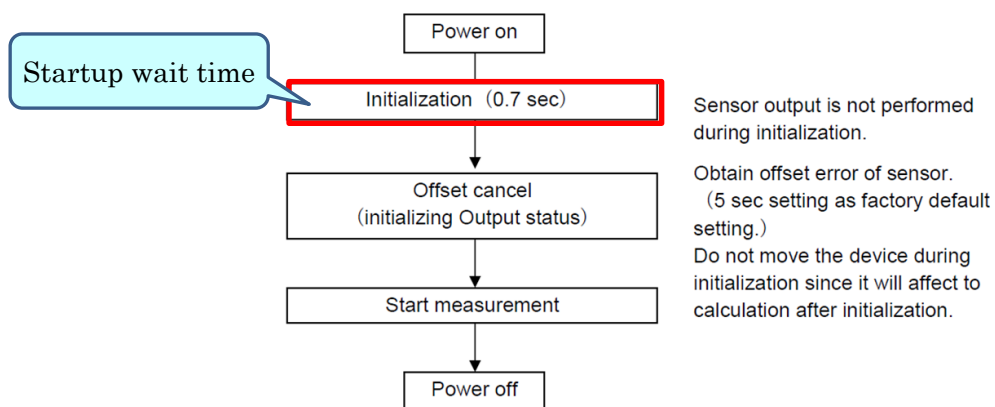 Power on
Startup wait time
Initialization（0.7 sec）
Sensor output is not performed
during initialization.
Offset cancel
（initializing Output status）
Obtain offset error of sensor.
（5 sec setting as factory default
setting.）
Do not move the device during
initialization since it will affect to
calculation after initialization.
Start measurement
Power off